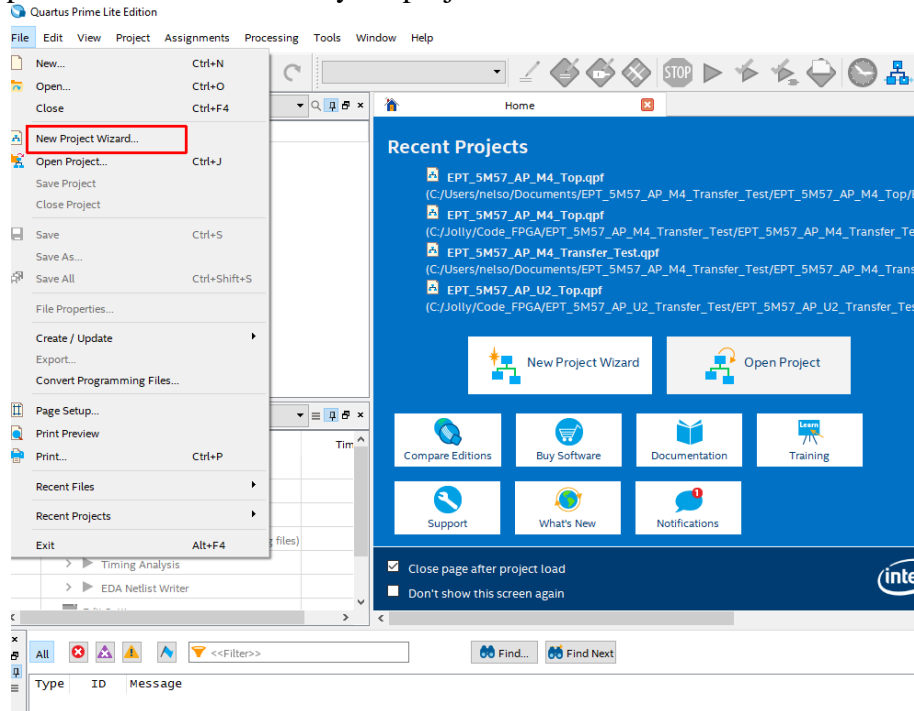 Quartus Prime Lite Edition
File Edit View Project Assignments Processing Tools Window Help
New... Ctrl+N
Open... Ctrl+O
Close Ctrl+F4
New Project Wizard...
Open Project... Ctrl+J
Save Project
Close Project
Save Ctrl+S
Save As...
Save All Ctrl+Shift+S
File Properties...
Create / Update
Export...
Convert Programming Files...
Page Setup...
Print Preview
Print... Ctrl+P
Recent Files
Recent Projects
Exit Alt+F4
STOP
Home
Recent Projects
EPT_5M57_AP_M4_Top.qpf
(C:/Users/nelso/Documents/EPT_5M57_AP_M4_Transfer_Test/EPT_5M57_AP_M4_Top/
EPT_5M57_AP_M4_Top.qpf
(C:/Jolly/Code_FPGA/EPT_5M57_AP_M4_Transfer_Test/EPT_5M57_AP_M4_Transfer_Te
EPT_5M57_AP_M4_Transfer_Test.qpf
(C:/Users/nelso/Documents/EPT_5M57_AP_M4_Transfer_Test/EPT_5M57_AP_M4_Trans
EPT_5M57_AP_U2_Top.qpf
(C:/Jolly/Code_FPGA/EPT_5M57_AP_U2_Transfer_Test/EPT_5M57_AP_U2_Transfer_Tes
New Project Wizard Open Project
Compare Editions Buy Software Documentation Learn Training
Support What's New 1 Notifications
Close page after project load
Don't show this screen again
inte
Tim
files)
Timing Analysis
EDA Netlist Writer
All <<Filter>> Find... Find Next
Type ID Message